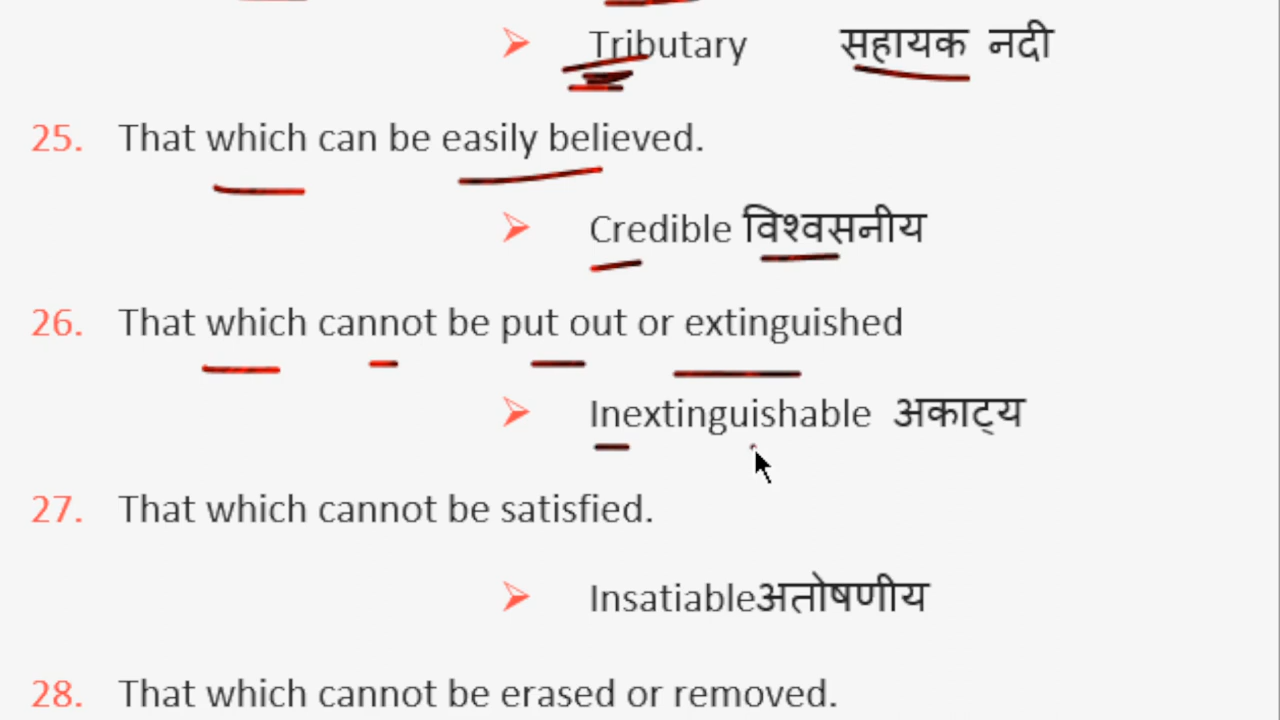 Tributary सहायक नदी
25. That which can be easily believed.
Credible विश्वसनीय
26. That which cannot be put out or extinguished
Inextinguishable अकाट्य
27. That which cannot be satisfied.
Insatiableअतोषणीय
28. That which cannot be erased or removed.